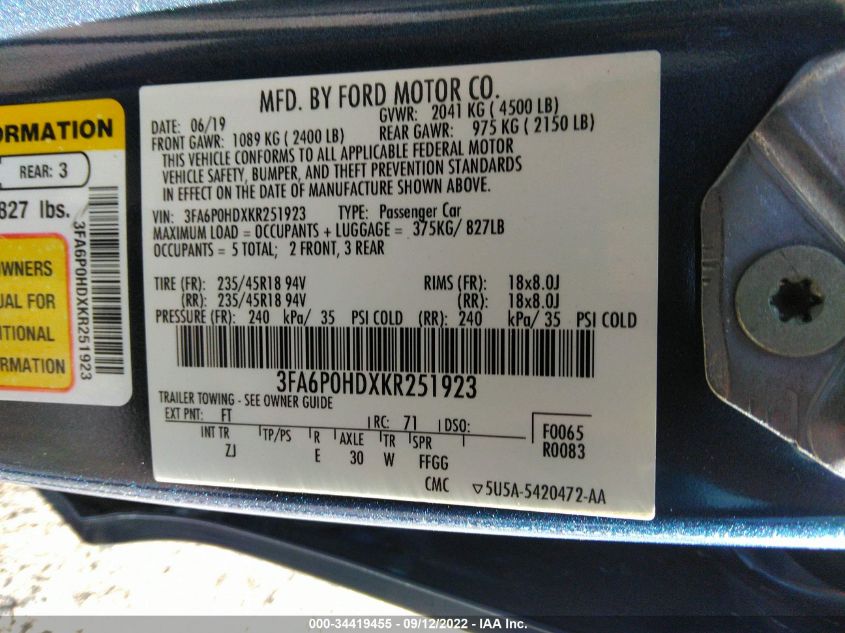 MFD. BY FORD MOTOR CO.
DATE: 06/19
GVWR: 2041 KG ( 4500 LB)
FRONT GAWR: 1089 KG ( 2400 LB)
REAR GAWR: 975 KG ( 2150 LB)
THIS VEHICLE CONFORMS TO ALL APPLICABLE FEDERAL MOTOR
VEHICLE SAFETY, BUMPER, AND THEFT PREVENTION STANDARDS
IN EFFECT ON THE DATE OF MANUFACTURE SHOWN ABOVE.
VIN: 3FA6P0HDXKR251923 TYPE: Passenger Car
MAXIMUM LOAD = OCCUPANTS + LUGGAGE = 375KG/ 827LB
OCCUPANTS = 5 TOTAL; 2 FRONT, 3 REAR
TIRE (FR): 235/45R18 94V RIMS (FR): 18x8.0J
(RR): 235/45R18 94V (RR): 18x8.0J
PRESSURE (FR): 240 kPa/ 35 PSI COLD (RR): 240 kPa/ 35 PSI COLD
3FA6P0HDXKR251923
TRAILER TOWING - SEE OWNER GUIDE
EXT PNT: FT RC: 71 DSO:
INT TR TP/PS R AXLE TR SPR
ZJ E 30 W FFGG
F0065
R0083
CMC ▽5U5A-5420472-AA
ORMATION
REAR: 3
827 lbs.
OWNERS
UAL FOR
ITIONAL
ORMATION
3FA6P0HDXKR251923
000-34419455 - 09/12/2022 - IAA Inc.